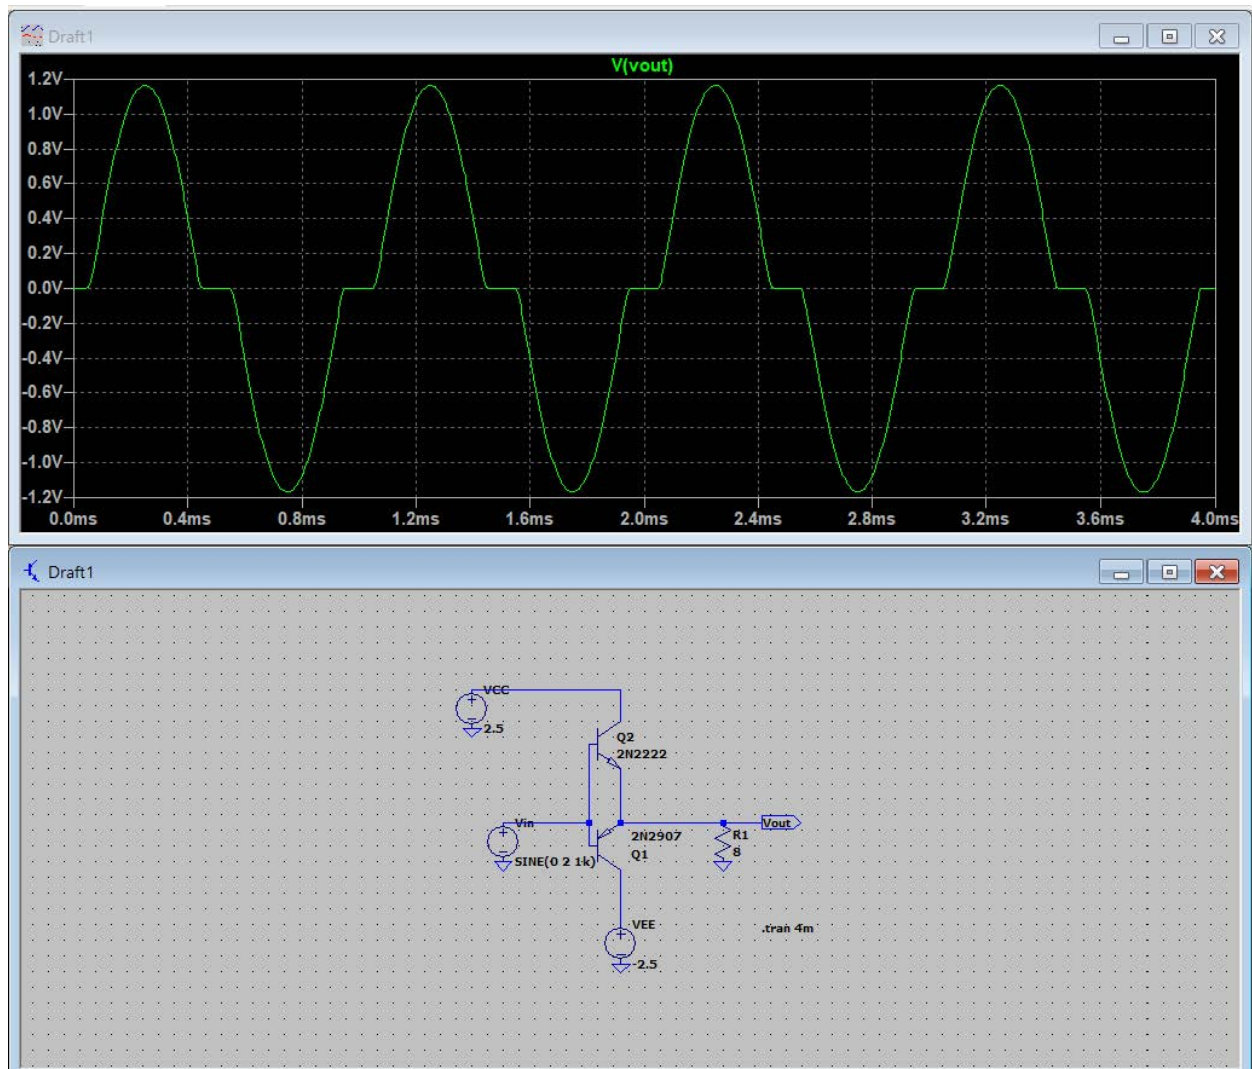 Draft1
V(vout)
1.2V
1.0V
0.8V
0.6V
0.4V
0.2V
0.0V
-0.2V
-0.4V
-0.6V
-0.8V
-1.0V
-1.2V
0.0ms 0.4ms 0.8ms 1.2ms 1.6ms 2.0ms 2.4ms 2.8ms 3.2ms 3.6ms 4.0ms
Draft1
VCC
2.5
Q2
2N2222
Vin
SINE(0 2 1k)
2N2907
Q1
R1
8
Vout
VEE
-2.5
.tran 4m